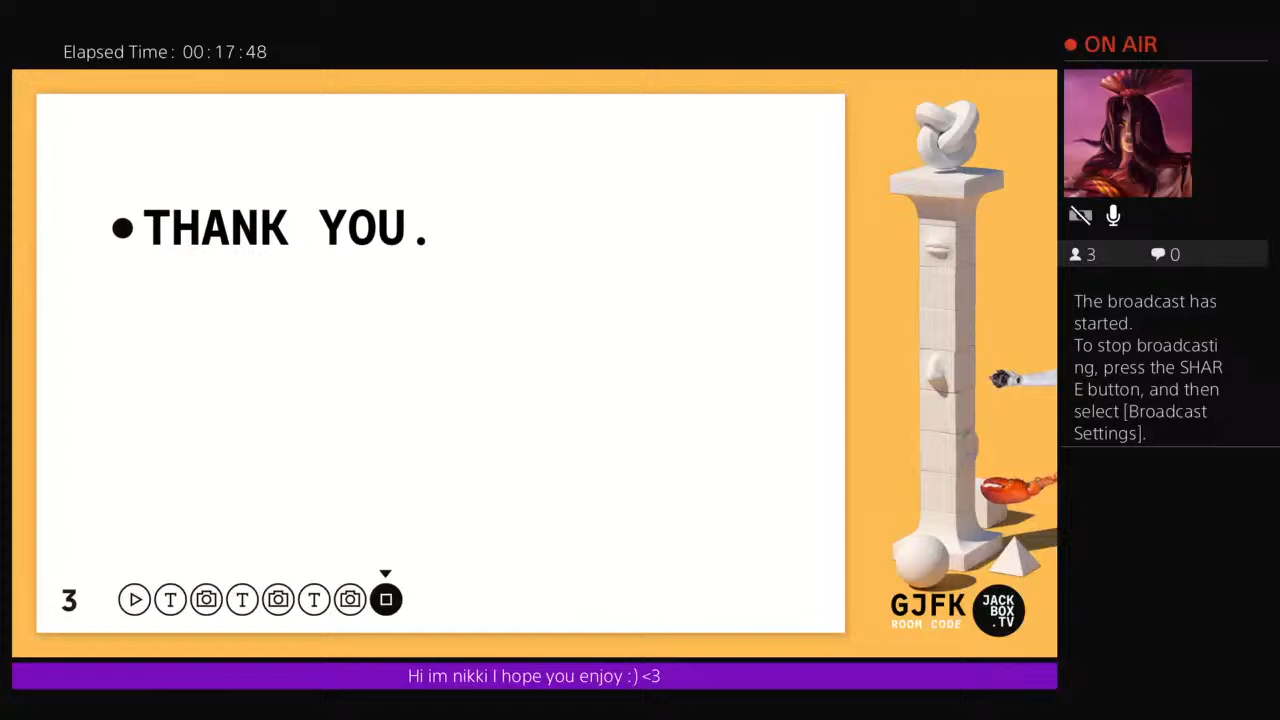 Elapsed Time: 00:17:48
ON AIR
3
0
The broadcast has
started.
To stop broadcasti
ng, press the SHAR
E button, and then
select [Broadcast
Settings].
•THANK YOU.
3
T
T
T
GJFK
ROOM CODE
JACK
BOX
.TV
Hi im nikki I hope you enjoy :) <3